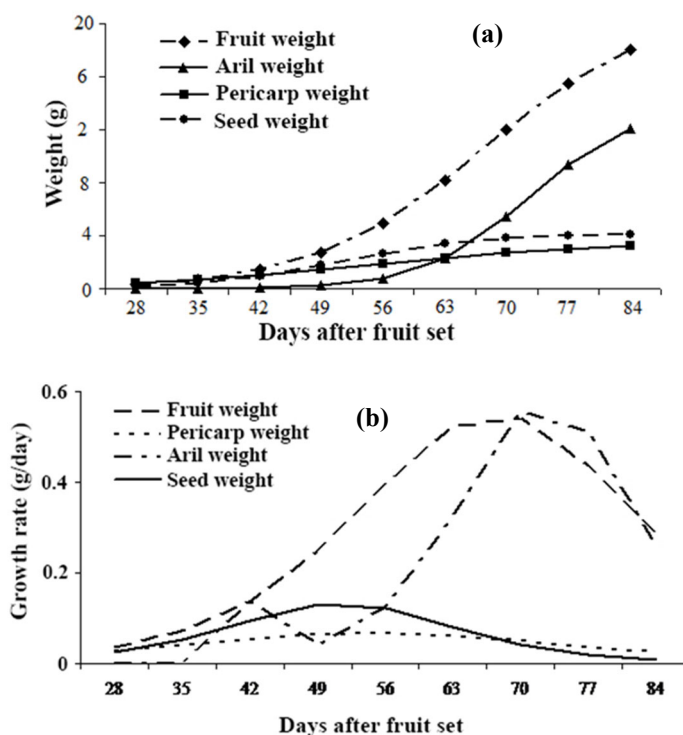 (a)
Fruit weight
Aril weight
Pericarp weight
Seed weight
Weight (g)
20
6
2
8
4
0
28 35 42 49 56 63 70 77 84
Days after fruit set
(b)
Fruit weight
Pericarp weight
Aril weight
Seed weight
Growth rate (g/day)
0.6
0.4
0.2
0
28 35 42 49 56 63 70 77 84
Days after fruit set